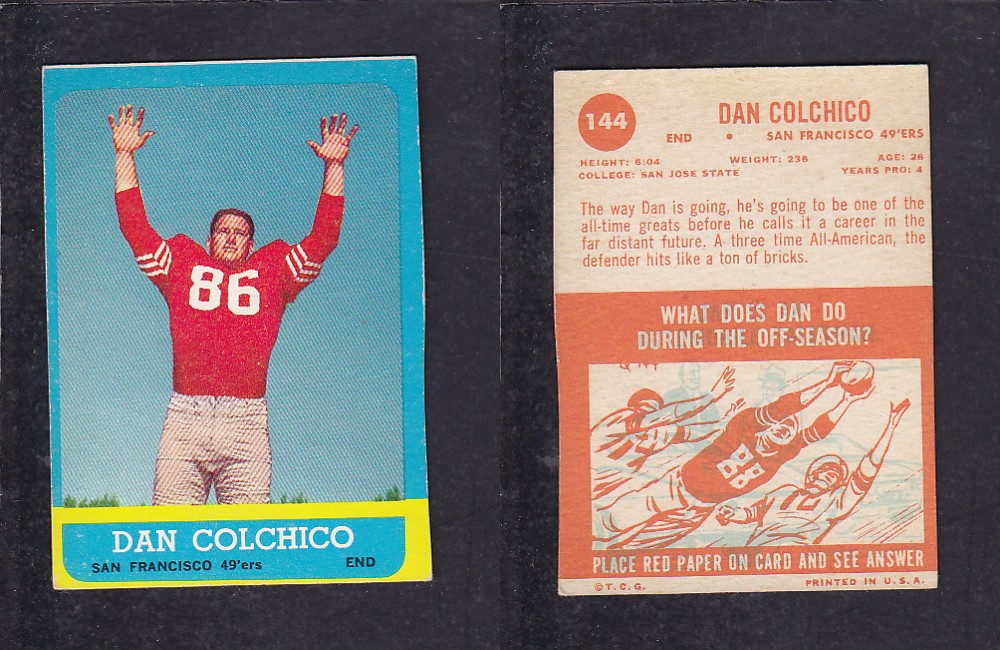 86
DAN COLCHICO
SAN FRANCISCO 49'ers END
144
DAN COLCHICO
END • SAN FRANCISCO 49'ERS
HEIGHT: 6:04 WEIGHT: 236 AGE: 26
COLLEGE: SAN JOSE STATE YEARS PRO: 4
The way Dan is going, he's going to be one of the
all-time greats before he calls it a career in the
far distant future. A three time All-American, the
defender hits like a ton of bricks.
WHAT DOES DAN DO
DURING THE OFF-SEASON?
88
PLACE RED PAPER ON CARD AND SEE ANSWER
©T.C.G. PRINTED IN U.S.A.